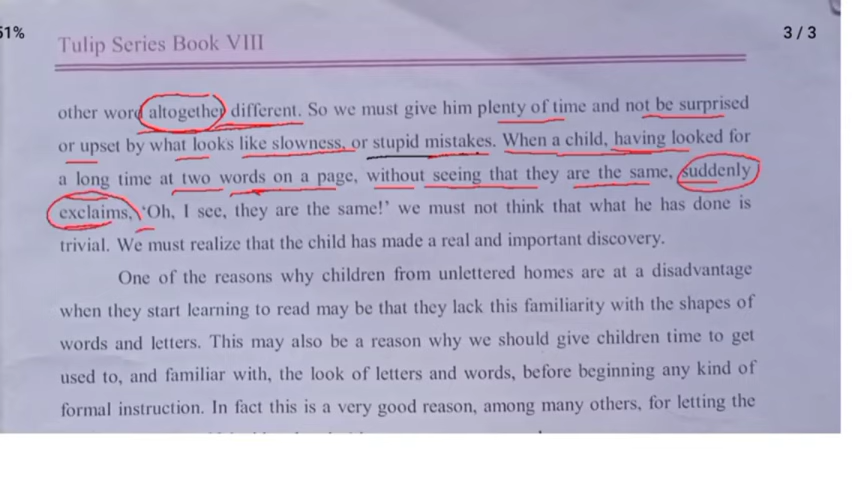 51%
3 / 3
Tulip Series Book VIII
other word altogether different. So we must give him plenty of time and not be surprised
or upset by what looks like slowness, or stupid mistakes. When a child, having looked for
a long time at two words on a page, without seeing that they are the same, suddenly
exclaims, ‘Oh, I see, they are the same!’ we must not think that what he has done is
trivial. We must realize that the child has made a real and important discovery.
One of the reasons why children from unlettered homes are at a disadvantage
when they start learning to read may be that they lack this familiarity with the shapes of
words and letters. This may also be a reason why we should give children time to get
used to, and familiar with, the look of letters and words, before beginning any kind of
formal instruction. In fact this is a very good reason, among many others, for letting the